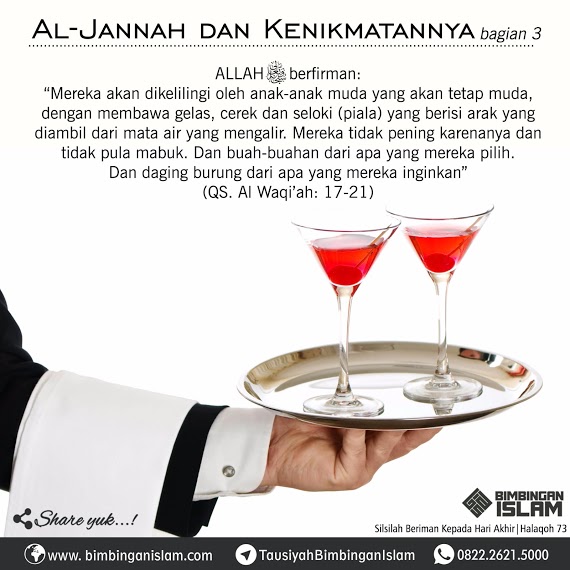 AL-JANNAH DAN KENIKMATANNYA bagian 3
ALLAH ﷻ berfirman:
“Mereka akan dikelilingi oleh anak-anak muda yang akan tetap muda,
dengan membawa gelas, cerek dan seloki (piala) yang berisi arak yang
diambil dari mata air yang mengalir. Mereka tidak pening karenanya dan
tidak pula mabuk. Dan buah-buahan dari apa yang mereka pilih.
Dan daging burung dari apa yang mereka inginkan”
(QS. Al Waqi’ah: 17-21)
Share yuk...!
BIMBINGAN
ISLAM
Silsilah Beriman Kepada Hari Akhir|Halaqoh 73
www. bimbinganislam.com
TausiyahBimbinganIslam
0822.2621.5000